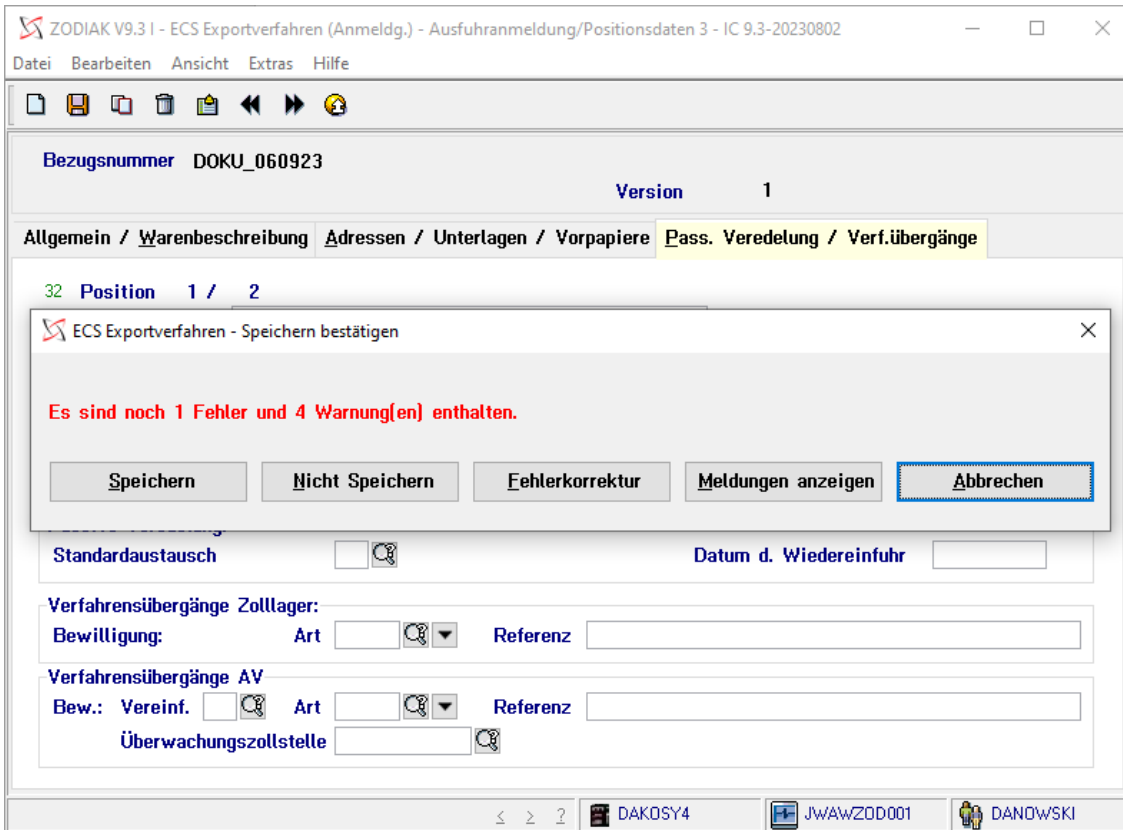 ZODIAK V9.3 I - ECS Exportverfahren (Anmeldg.) - Ausfuhranmeldung/Positionsdaten 3 - IC 9.3-20230802
Datei Bearbeiten Ansicht Extras Hilfe
Bezugsnummer DOKU_060923
Version 1
Allgemein / Warenbeschreibung Adressen / Unterlagen / Vorpapiere Pass. Veredelung / Verf.übergänge
32 Position 1 / 2
ECS Exportverfahren - Speichern bestätigen
Es sind noch 1 Fehler und 4 Warnung(en) enthalten.
Speichern Nicht Speichern Fehlerkorrektur Meldungen anzeigen Abbrechen
Standardaustausch Datum d. Wiedereinfuhr
Verfahrensübergänge Zolllager:
Bewilligung: Art Referenz
Verfahrensübergänge AV
Bew.: Vereinf. Art Referenz
Überwachungszollstelle
< > ? DAKOSY4 JWAWZOD001 DANOWSKI